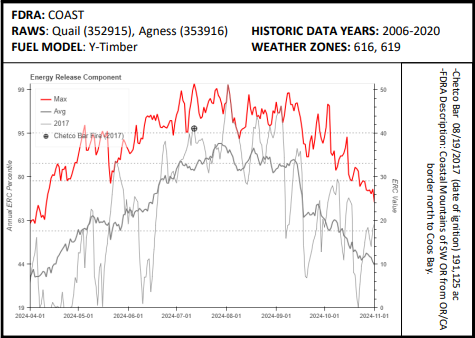 FDRA: COAST
RAWS: Quail (352915), Agness (353916)
HISTORIC DATA YEARS: 2006-2020
FUEL MODEL: Y-Timber
WEATHER ZONES: 616, 619
Energy Release Component
Max
Avg
2017
Chetco Bar Fire (2017)
Annual ERC Percentile
99
95
90
80
63
44
19
ERC Value
50
40
30
20
10
0
2024-04-01
2024-05-01
2024-06-01
2024-07-01
2024-08-01
2024-09-01
2024-10-01
2024-11-01
-Chetco Bar 08/19/2017 (date of ignition) 191,125 ac
-FDRA Description: Coastal Mountains of SW OR from OR/CA
border north to Coos Bay.